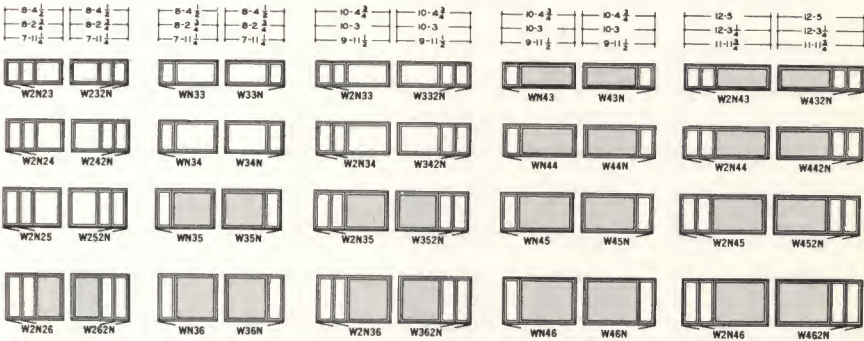 8-4 1/2 8-4 1/2 8-4 1/2 8-4 1/2 10-4 3/4 10-4 3/4 10-4 3/4 10-4 3/4 12-5 12-5
8-2 3/4 8-2 3/4 8-2 3/4 8-2 3/4 10-3 10-3 10-3 10-3 12-3 1/4 12-3 1/4
7-11 1/4 7-11 1/4 7-11 1/4 7-11 1/4 9-11 1/2 9-11 1/2 9-11 1/2 9-11 1/2 11-11 3/4 11-11 3/4
W2N23 W232N WN33 W33N W2N33 W332N WN43 W43N W2N43 W432N
W2N24 W242N WN34 W34N W2N34 W342N WN44 W44N W2N44 W442N
W2N25 W252N WN35 W35N W2N35 W352N WN45 W45N W2N45 W452N
W2N26 W262N WN36 W36N W2N36 W362N WN46 W46N W2N46 W462N